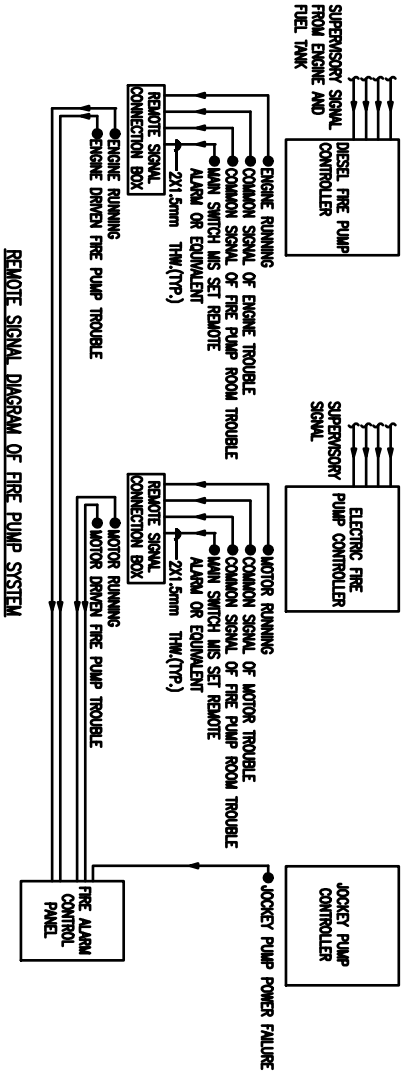 SUPERVISORY SIGNAL
FROM ENGINE AND
FUEL TANK
DIESEL FIRE PUMP
CONTROLLER
SUPERVISORY
SIGNAL
ELECTRIC FIRE
PUMP CONTROLLER
JOCKEY PUMP
CONTROLLER
ENGINE RUNNING
COMMON SIGNAL OF ENGINE TROUBLE
COMMON SIGNAL OF FIRE PUMP ROOM TROUBLE
MAIN SWITCH MIS SET REMOTE
ALARM OR EQUIVALENT
2X1.5mm THW.(TYP.)
REMOTE SIGNAL
CONNECTION BOX
MOTOR RUNNING
COMMON SIGNAL OF MOTOR TROUBLE
COMMON SIGNAL OF FIRE PUMP ROOM TROUBLE
MAIN SWITCH MIS SET REMOTE
ALARM OR EQUIVALENT
2X1.5mm THW.(TYP.)
REMOTE SIGNAL
CONNECTION BOX
JOCKEY PUMP POWER FAILURE
ENGINE RUNNING
ENGINE DRIVEN FIRE PUMP TROUBLE
MOTOR RUNNING
MOTOR DRIVEN FIRE PUMP TROUBLE
FIRE ALARM
CONTROL
PANEL
REMOTE SIGNAL DIAGRAM OF FIRE PUMP SYSTEM